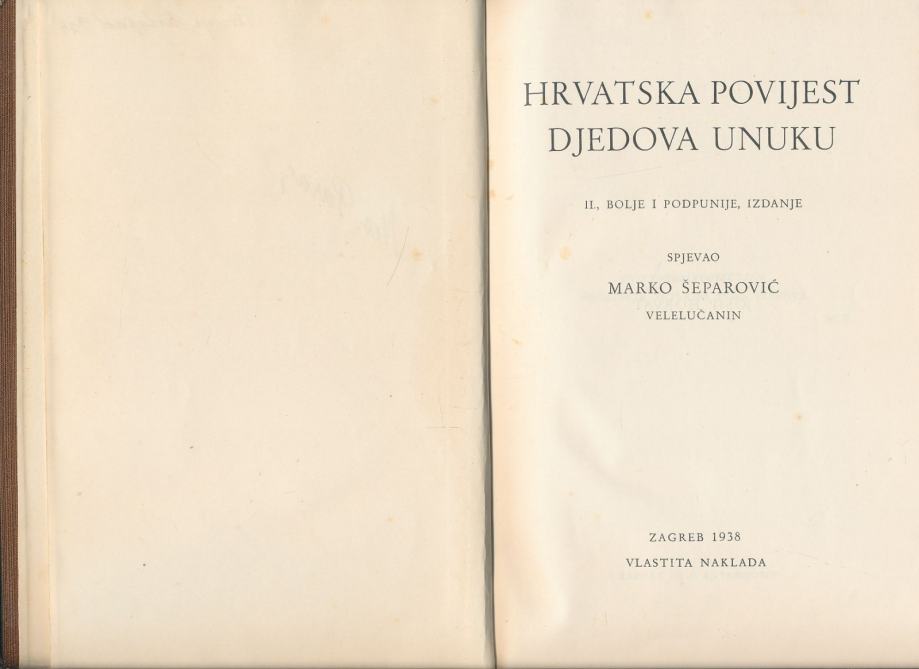 HRVATSKA POVIJEST
DJEDOVA UNUKU
II., BOLJE I PODPUNIJE, IZDANJE
SPJEVAO
MARKO ŠEPAROVIĆ
VELELUČANIN
ZAGREB 1938
VLASTITA NAKLADA